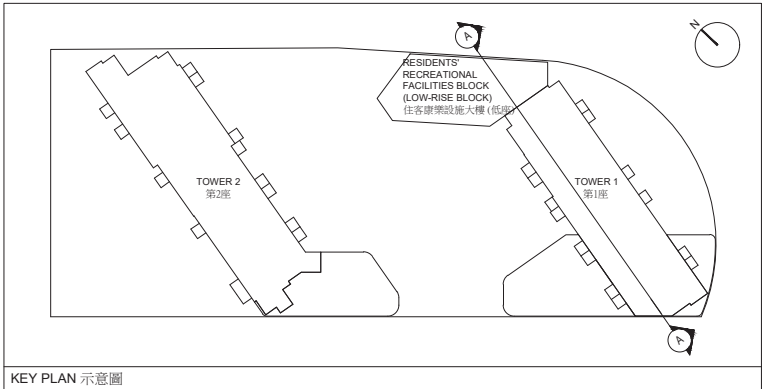 N
A
RESIDENTS'
RECREATIONAL
FACILITIES BLOCK
(LOW-RISE BLOCK)
住客康樂設施大樓 (低座)
TOWER 2
第2座
TOWER 1
第1座
A
KEY PLAN 示意圖